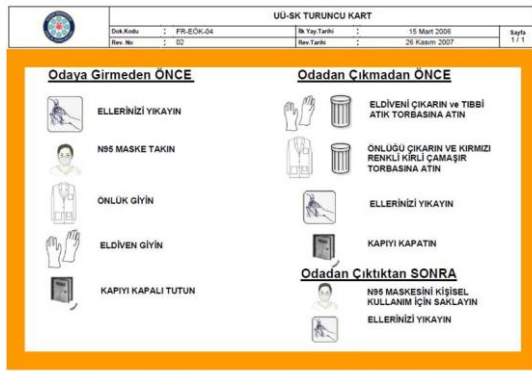 UÜ-SK TURUNCU KART
Dok.Kodu : FR-EÖK-04 İlk Yay.Tarihi : 15 Mart 2006 Sayfa
Rev. No : 02 Rev.Tarihi : 26 Kasım 2007 1 / 1
Odaya Girmeden ÖNCE
ELLERİNİZİ YIKAYIN
N95 MASKE TAKIN
ÖNLÜK GİYİN
ELDİVEN GİYİN
KAPIYI KAPALI TUTUN
Odadan Çıkmadan ÖNCE
ELDİVENİ ÇIKARIN ve TIBBİ
ATIK TORBASINA ATIN
ÖNLÜĞÜ ÇIKARIN VE KIRMIZI
RENKLİ KİRLİ ÇAMAŞIR
TORBASINA ATIN
ELLERİNİZİ YIKAYIN
KAPIYI KAPATIN
Odadan Çıktıktan SONRA
N95 MASKESİNİ KİŞİSEL
KULLANIM İÇİN SAKLAYIN
ELLERİNİZİ YIKAYIN